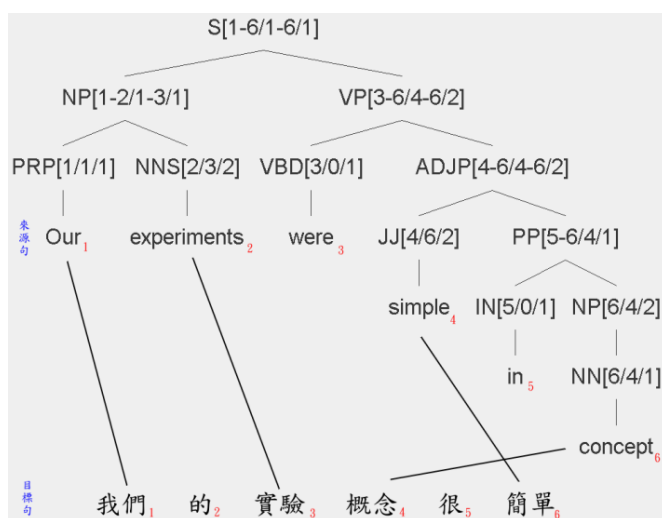 S[1-6/1-6/1]
NP[1-2/1-3/1] VP[3-6/4-6/2]
PRP[1/1/1] NNS[2/3/2] VBD[3/0/1] ADJP[4-6/4-6/2]
來源句 Our1 experiments2 were3 JJ[4/6/2] PP[5-6/4/1]
simple4 IN[5/0/1] NP[6/4/2]
in5 NN[6/4/1]
concept6
目標句 我們1 的2 實驗3 概念4 很5 簡單6